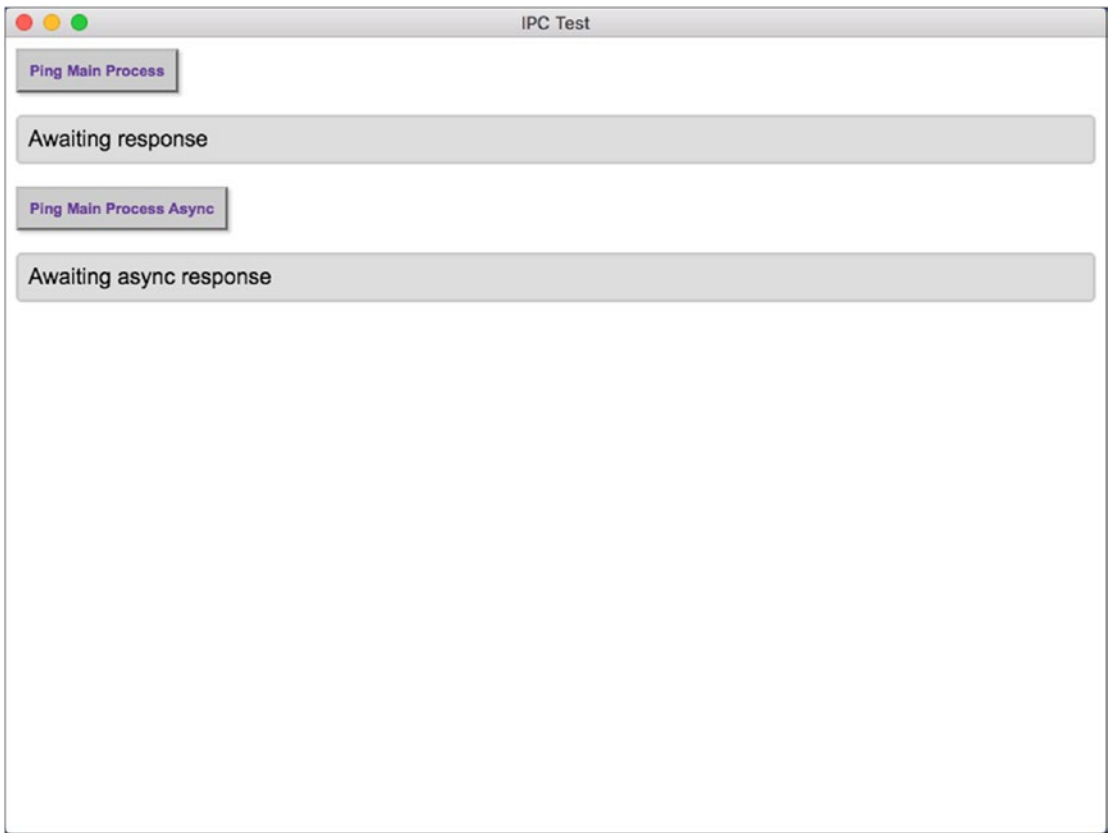 IPC Test
Ping Main Process
Awaiting response
Ping Main Process Async
Awaiting async response